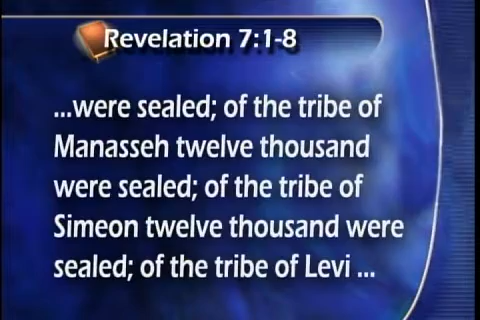 Revelation 7:1-8
...were sealed; of the tribe of
Manasseh twelve thousand
were sealed; of the tribe of
Simeon twelve thousand were
sealed; of the tribe of Levi ...